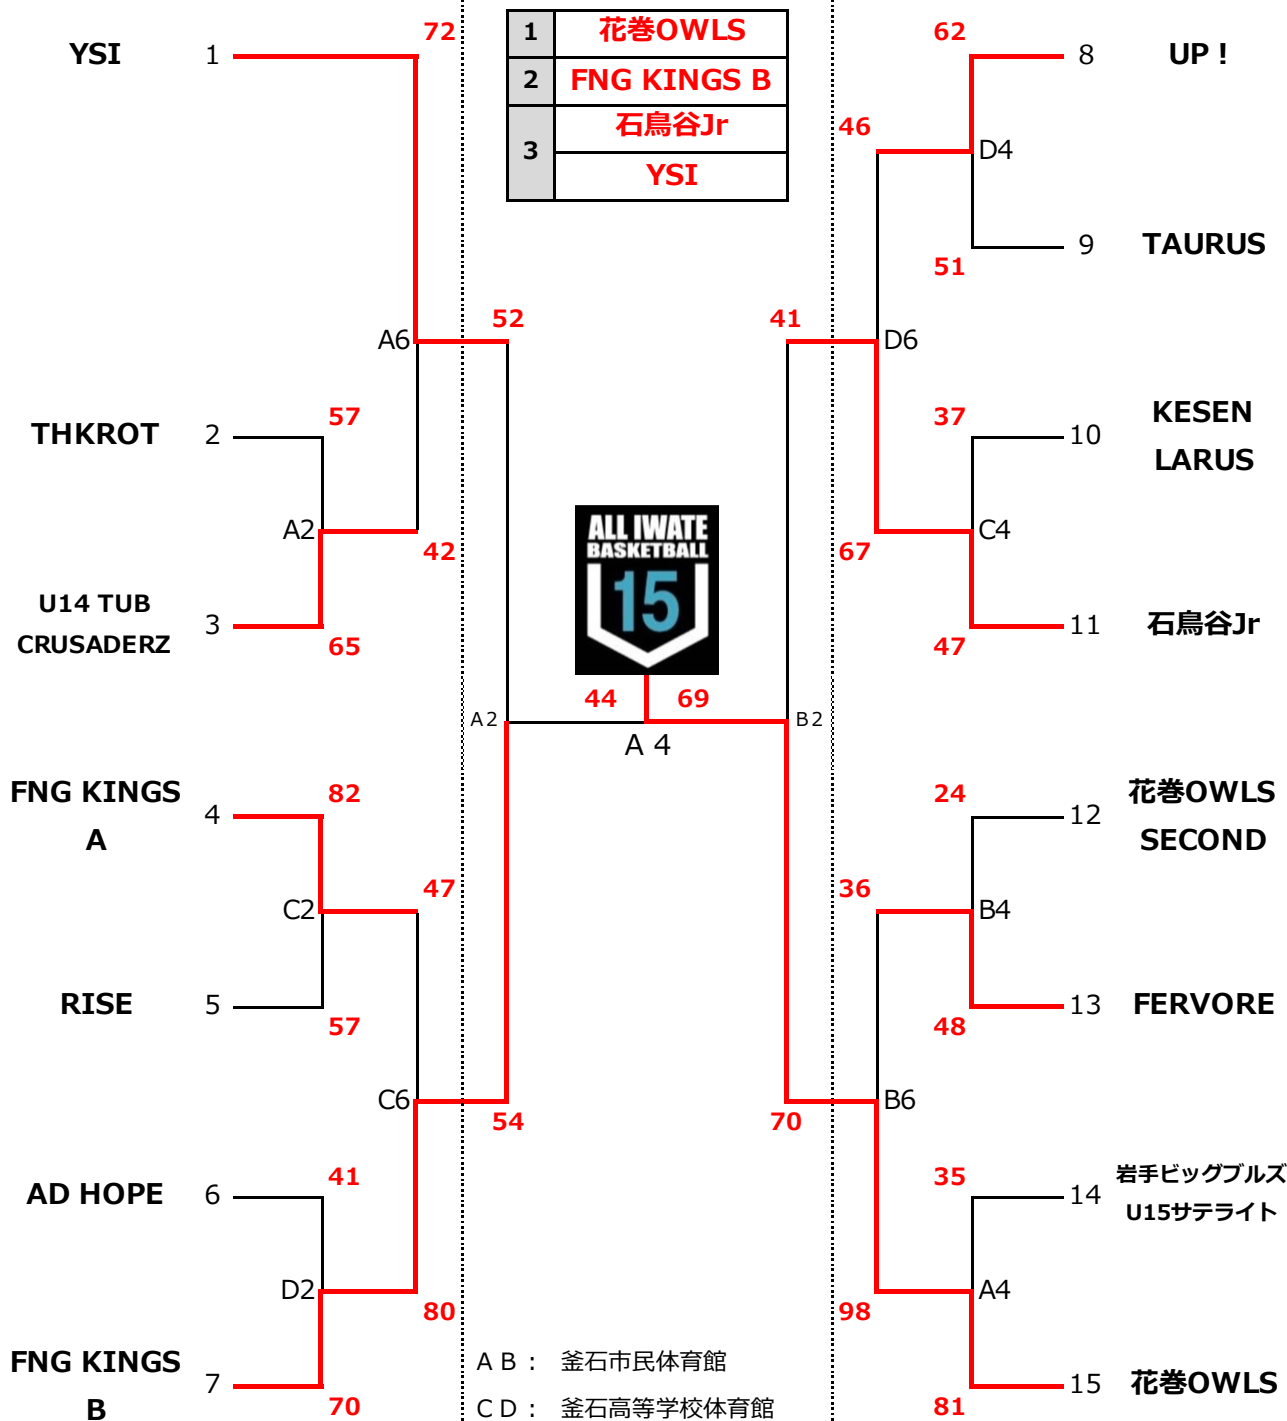 72
1 花巻OWLS
62
YSI 1
8 UP !
2 FNG KINGS B
3 石鳥谷Jr
46
D4
YSI
9 TAURUS
51
52
41
A6
D6
57
37
KESEN
THKROT 2
10
LARUS
ALL IWATE
BASKETBALL
A2
42
67
C4
15
U14 TUB
3
CRUSADERZ
65
47
11 石鳥谷Jr
44 69
A2
B2
A 4
FNG KINGS
82
24
花巻OWLS
4
12
A
SECOND
47
36
C2
B4
RISE 5
13 FERVORE
57
48
C6
B6
54
70
41
35
岩手ビッグブルズ
AD HOPE 6
14
U15サテライト
D2
A4
80
98
FNG KINGS
A B : 釜石市民体育館
7
15 花巻OWLS
B
70
C D : 釜石高等学校体育館
81